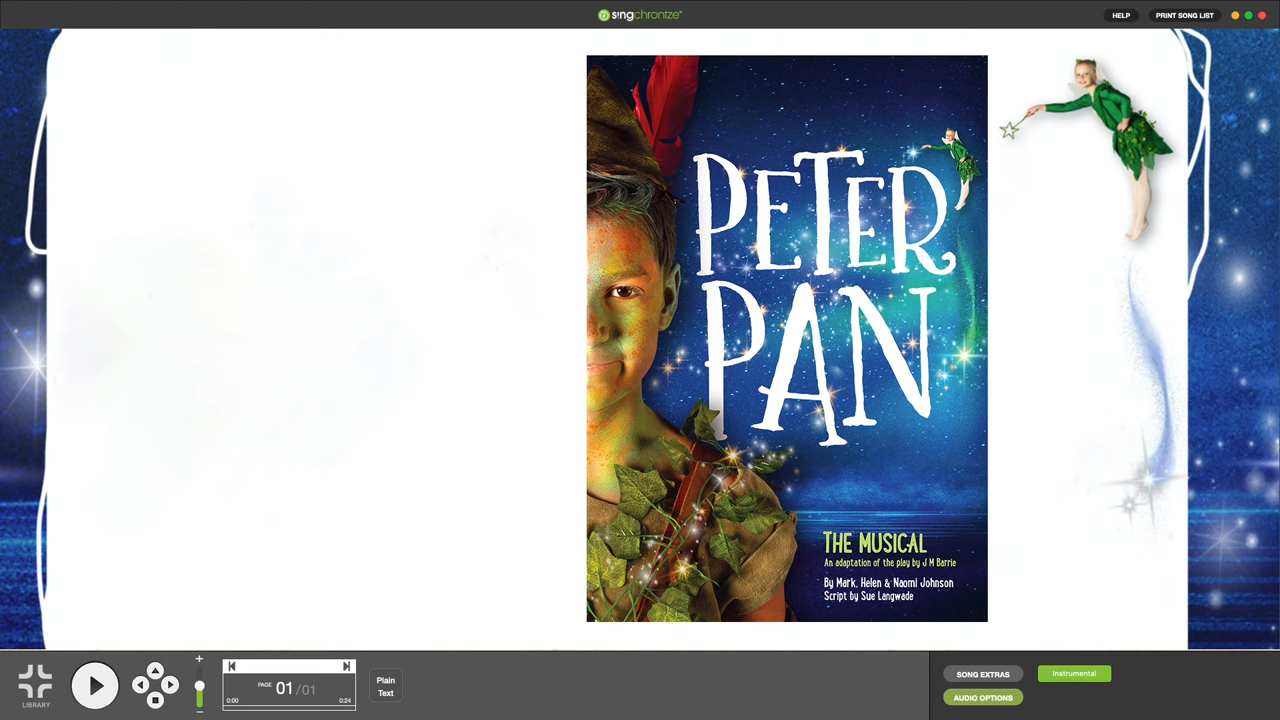 singchronize™
HELP
PRINT SONG LIST
PETER
PAN
THE MUSICAL
An adaptation of the play by J M Barrie
By Mark, Helen & Naomi Johnson
Script by Sue Langwade
LIBRARY
+
–
PAGE 01/01
0:00
0:24
Plain
Text
SONG EXTRAS
Instrumental
AUDIO OPTIONS